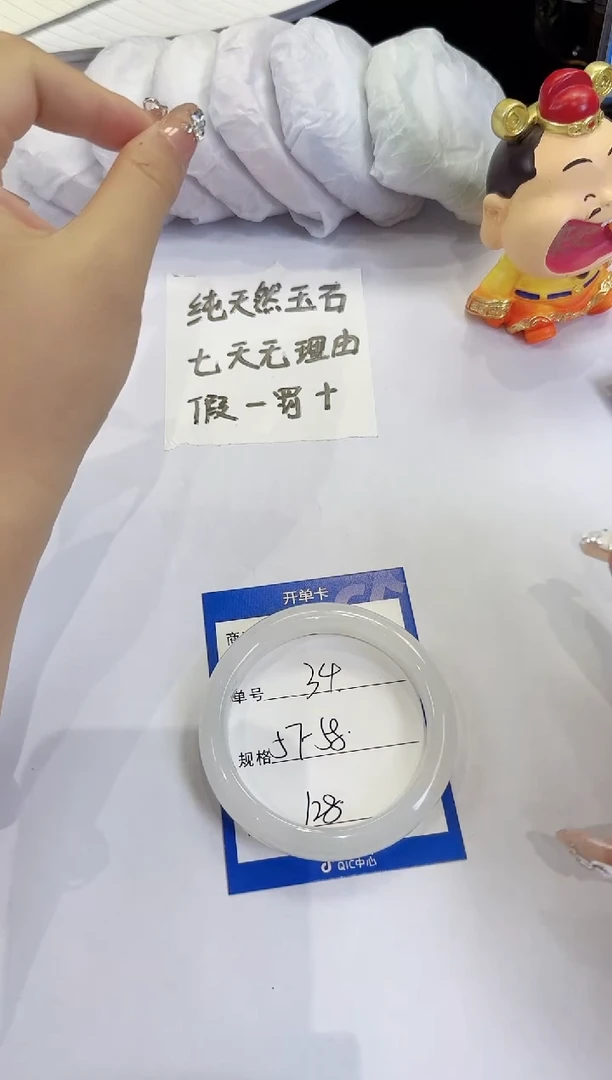 纯天然玉石
七天无理由
假一罚十
开单卡
商
单号 34
规格 57-58
128
QIC中心